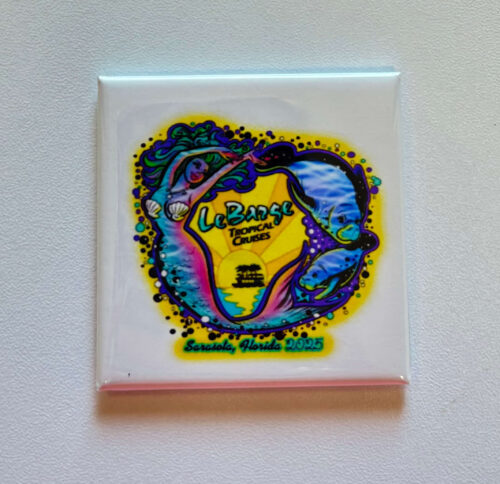 LeBarge
Tropical
Cruises
Sarasota, Florida 2025